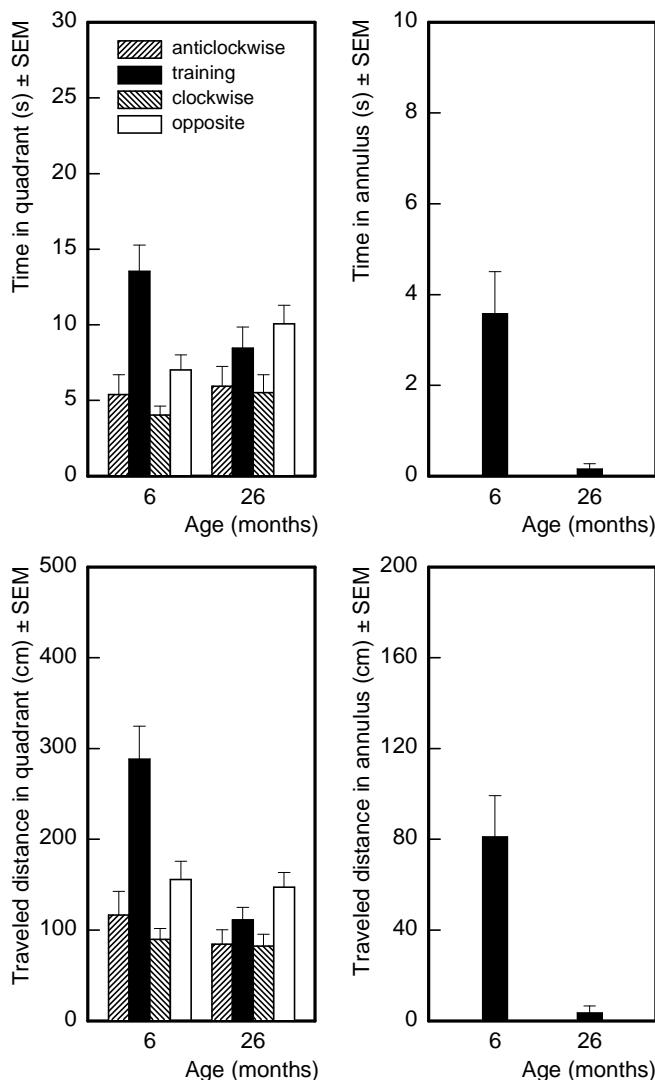 Time in quadrant (s) ± SEM
30
25
20
15
10
5
0
anticlockwise
training
clockwise
opposite
6 26
Age (months)
Time in annulus (s) ± SEM
10
8
6
4
2
0
6 26
Age (months)
Traveled distance in quadrant (cm) ± SEM
500
400
300
200
100
0
6 26
Age (months)
Traveled distance in annulus (cm) ± SEM
200
160
120
80
40
0
6 26
Age (months)